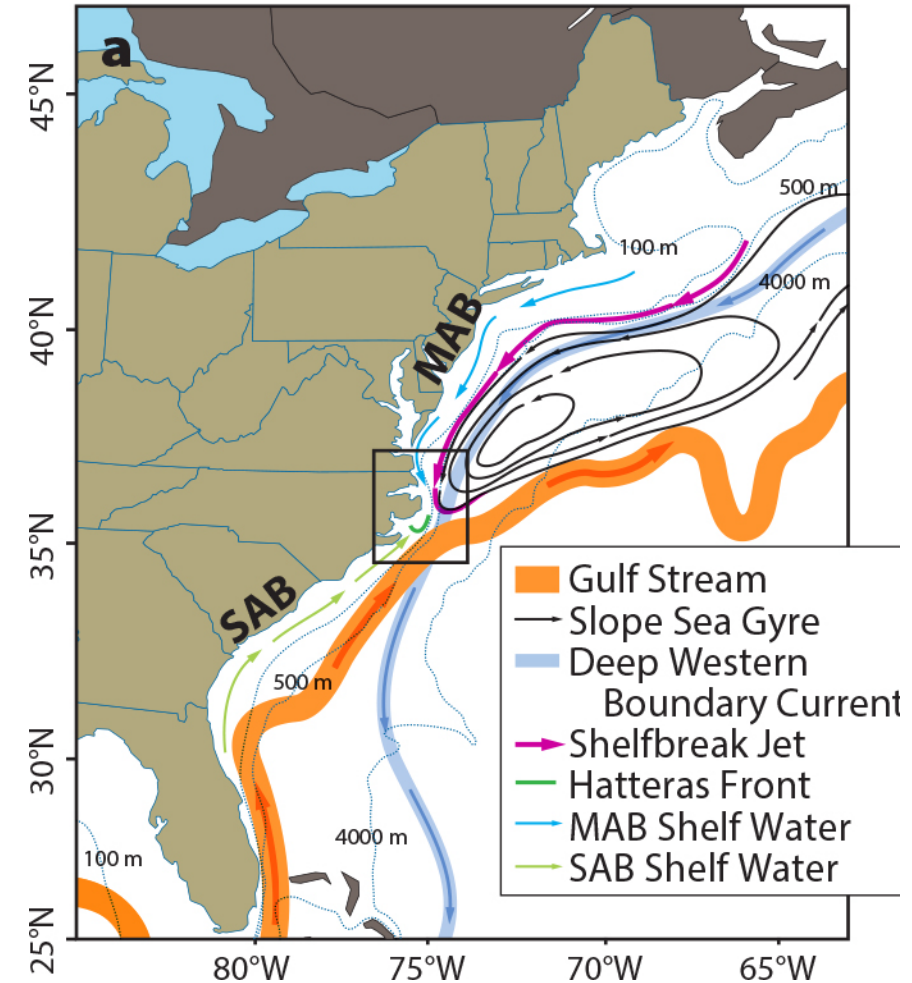 a
45°N
40°N
35°N
30°N
25°N
80°W
75°W
70°W
65°W
500 m
100 m
4000 m
MAB
SAB
500 m
4000 m
100 m
Gulf Stream
Slope Sea Gyre
Deep Western
Boundary Current
Shelfbreak Jet
Hatteras Front
MAB Shelf Water
SAB Shelf Water